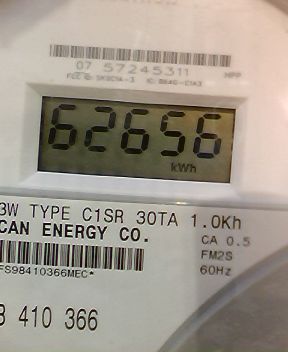 07 57245311 MPP
62656
kWh
3W TYPE C1SR 30TA 1.0Kh
CAN ENERGY CO.
CA 0.5
FM2S
60Hz
FS98410366MEC*
410 366